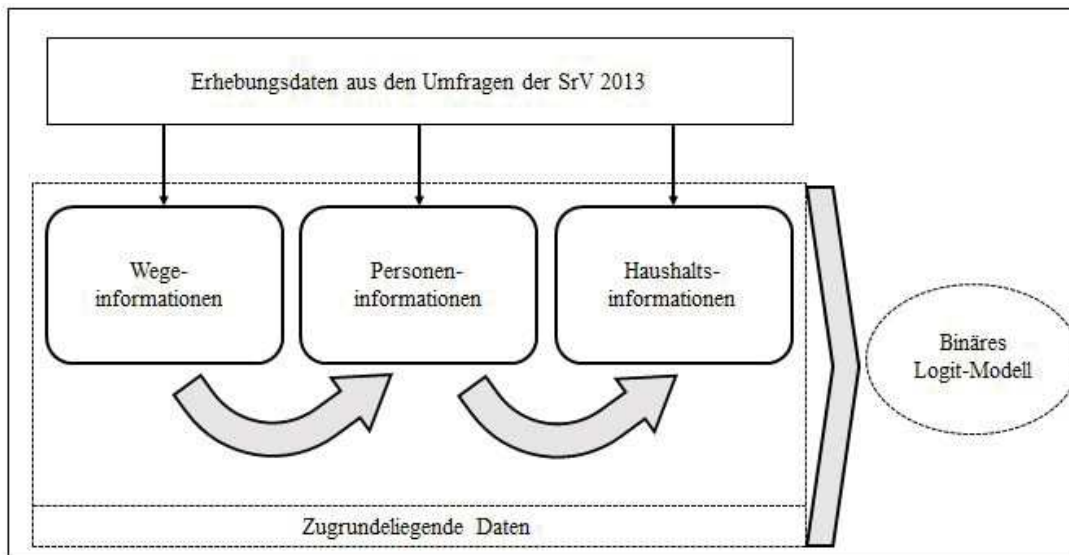 Erhebungsdaten aus den Umfragen der SrV 2013
Wege-
informationen
Personen-
informationen
Haushalts-
informationen
Binäres
Logit-Modell
Zugrundeliegende Daten